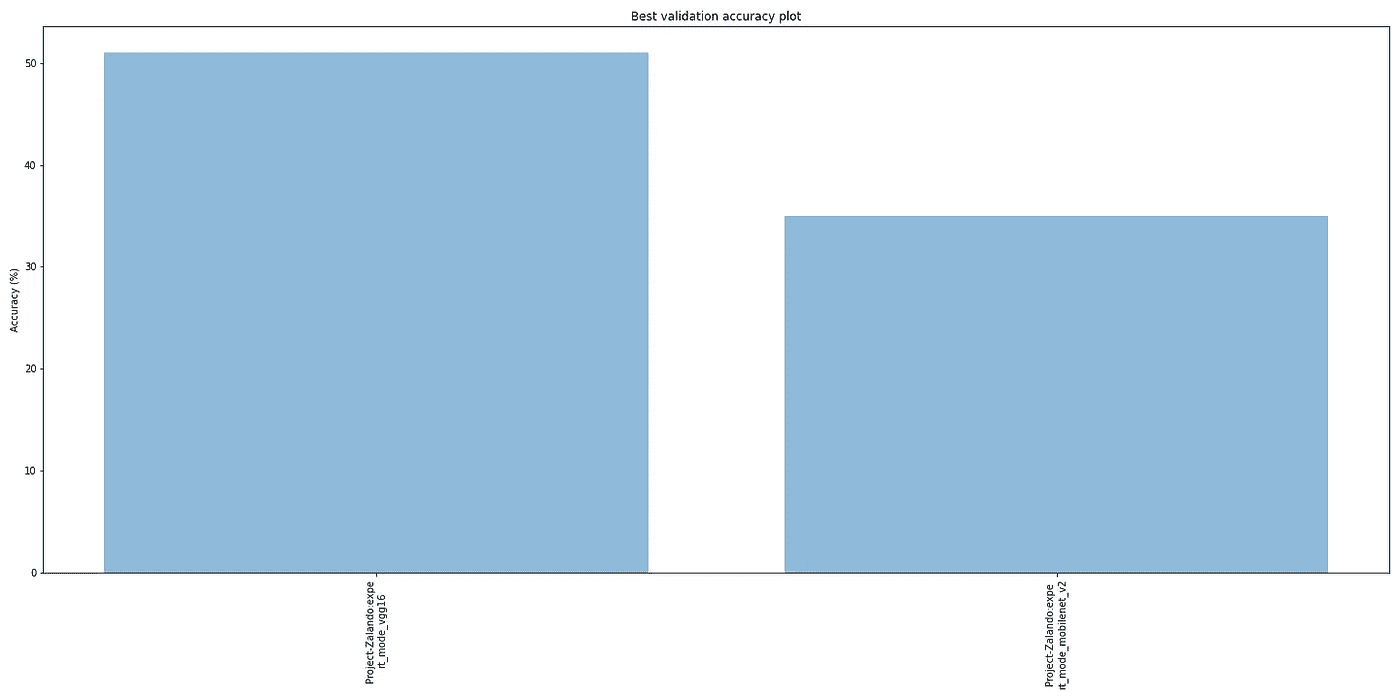 Best validation accuracy plot
Accuracy (%)
50
40
30
20
10
0
Project-Zalando:expe
rt_mode_vgg16
Project-Zalando:expe
rt_mode_mobilenet_v2